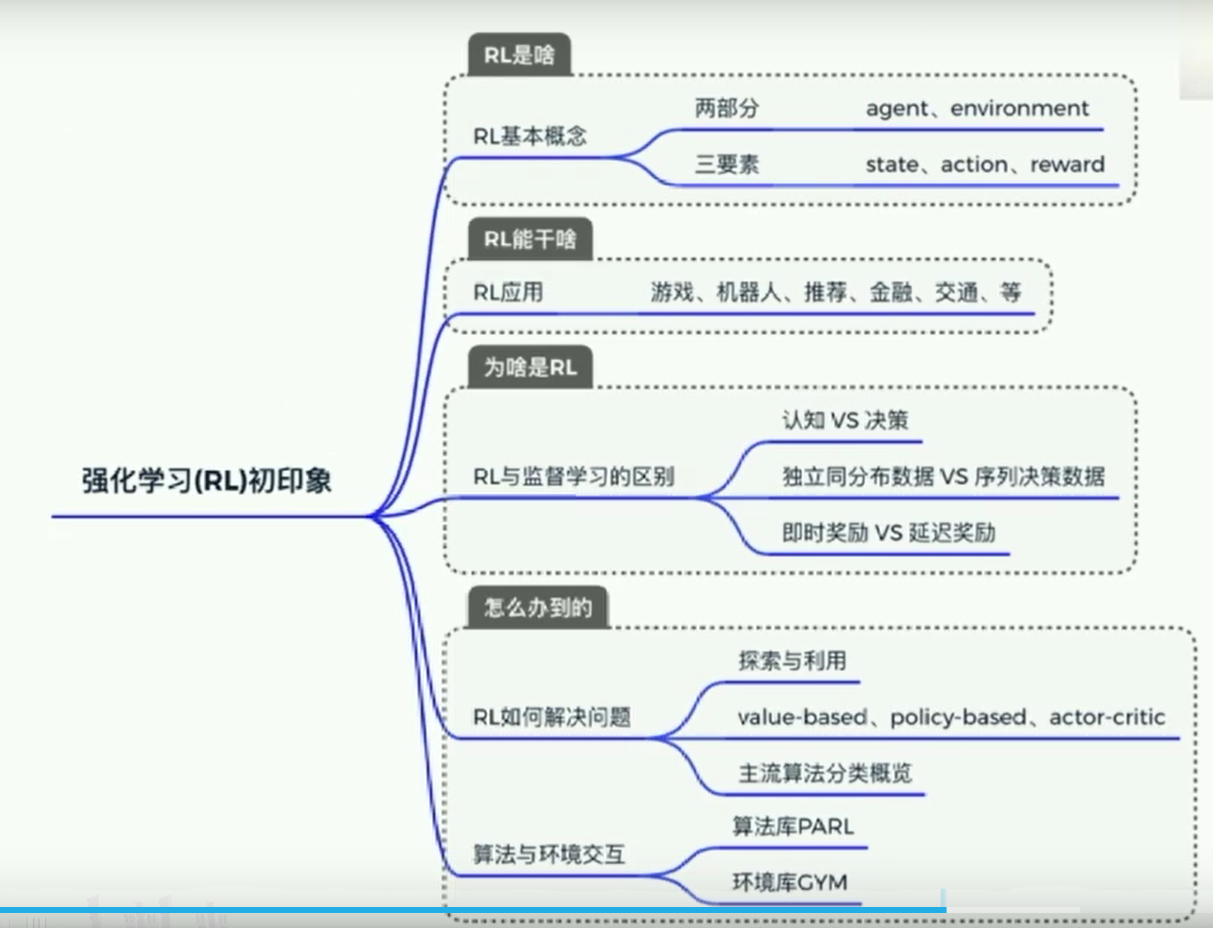 RL是啥
RL基本概念
两部分 agent、environment
三要素 state、action、reward
RL能干啥
RL应用 游戏、机器人、推荐、金融、交通、等
为啥是RL
强化学习(RL)初印象
RL与监督学习的区别
认知 VS 决策
独立同分布数据 VS 序列决策数据
即时奖励 VS 延迟奖励
怎么办到的
RL如何解决问题
探索与利用
value-based、policy-based、actor-critic
主流算法分类概览
算法与环境交互
算法库PARL
环境库GYM